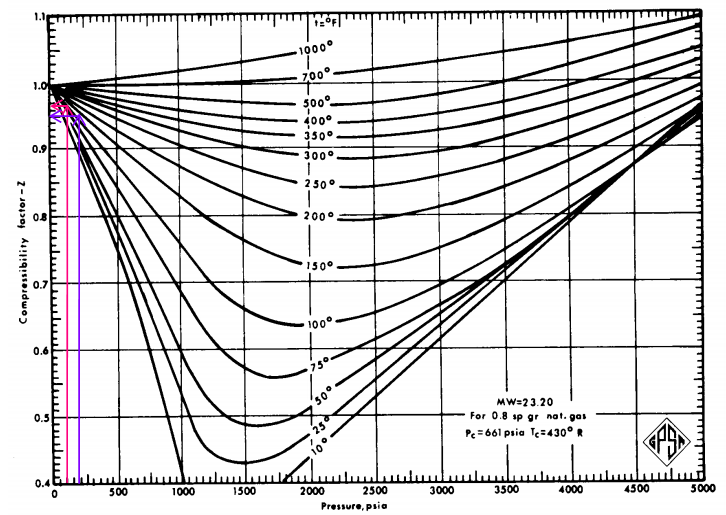 1.1
t=°F
1000°
700°
1.0
500°
400°
350°
300°
0.9
250°
200°
0.8
150°
0.7
100°
75°
0.6
50°
25°
10°
0.5
0.4
Compressibility factor-Z
MW=23.20
For 0.8 sp gr nat. gas
Pc=661 psia Tc=430° R
GPSA
0 500 1000 1500 2000 2500 3000 3500 4000 4500 5000
Pressure, psia